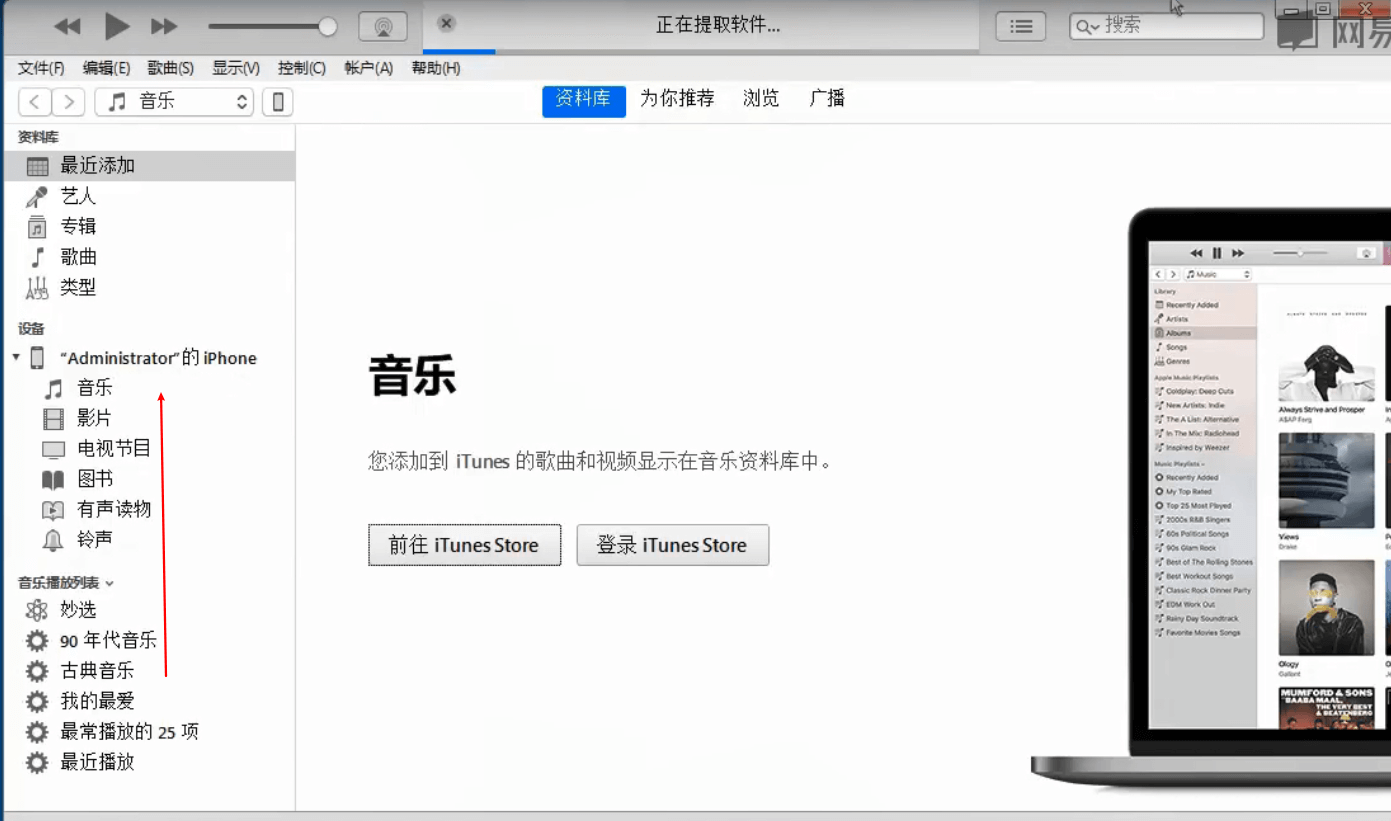 正在提取软件...
搜索
网易
文件(F) 编辑(E) 歌曲(S) 显示(V) 控制(C) 帐户(A) 帮助(H)
音乐
资料库 为你推荐 浏览 广播
资料库
最近添加
艺人
专辑
歌曲
类型
设备
“Administrator”的 iPhone
音乐
影片
电视节目
图书
有声读物
铃声
音乐播放列表
妙选
90 年代音乐
古典音乐
我的最爱
最常播放的 25 项
最近播放
音乐
您添加到 iTunes 的歌曲和视频显示在音乐资料库中。
前往 iTunes Store
登录 iTunes Store
Music
Library
Recently Added
Artists
Albums
Songs
Genres
Apple Music Playlists
Coldplay: Deep Cuts
New Artists: Indie
The A List: Alternative
In The Mix: Radiohead
Inspired by Weezer
Music Playlists
Recently Added
My Top Rated
Top 25 Most Played
2000s R&B Singers
60s Political Songs
90s Glam Rock
Best of The Rolling Stones
Best Workout Songs
Classic Rock Dinner Party
EDM Work Out
Rainy Day Soundtrack
Favorite Movies Songs
ALWAYS STRIVE AND PROSPER
Always Strive and Prosper
A$AP Ferg
Views
Drake
Ology
Gallant
MUMFORD & SONS
BAABA MAAL,
THE VERY BEST
& BEATENBERG